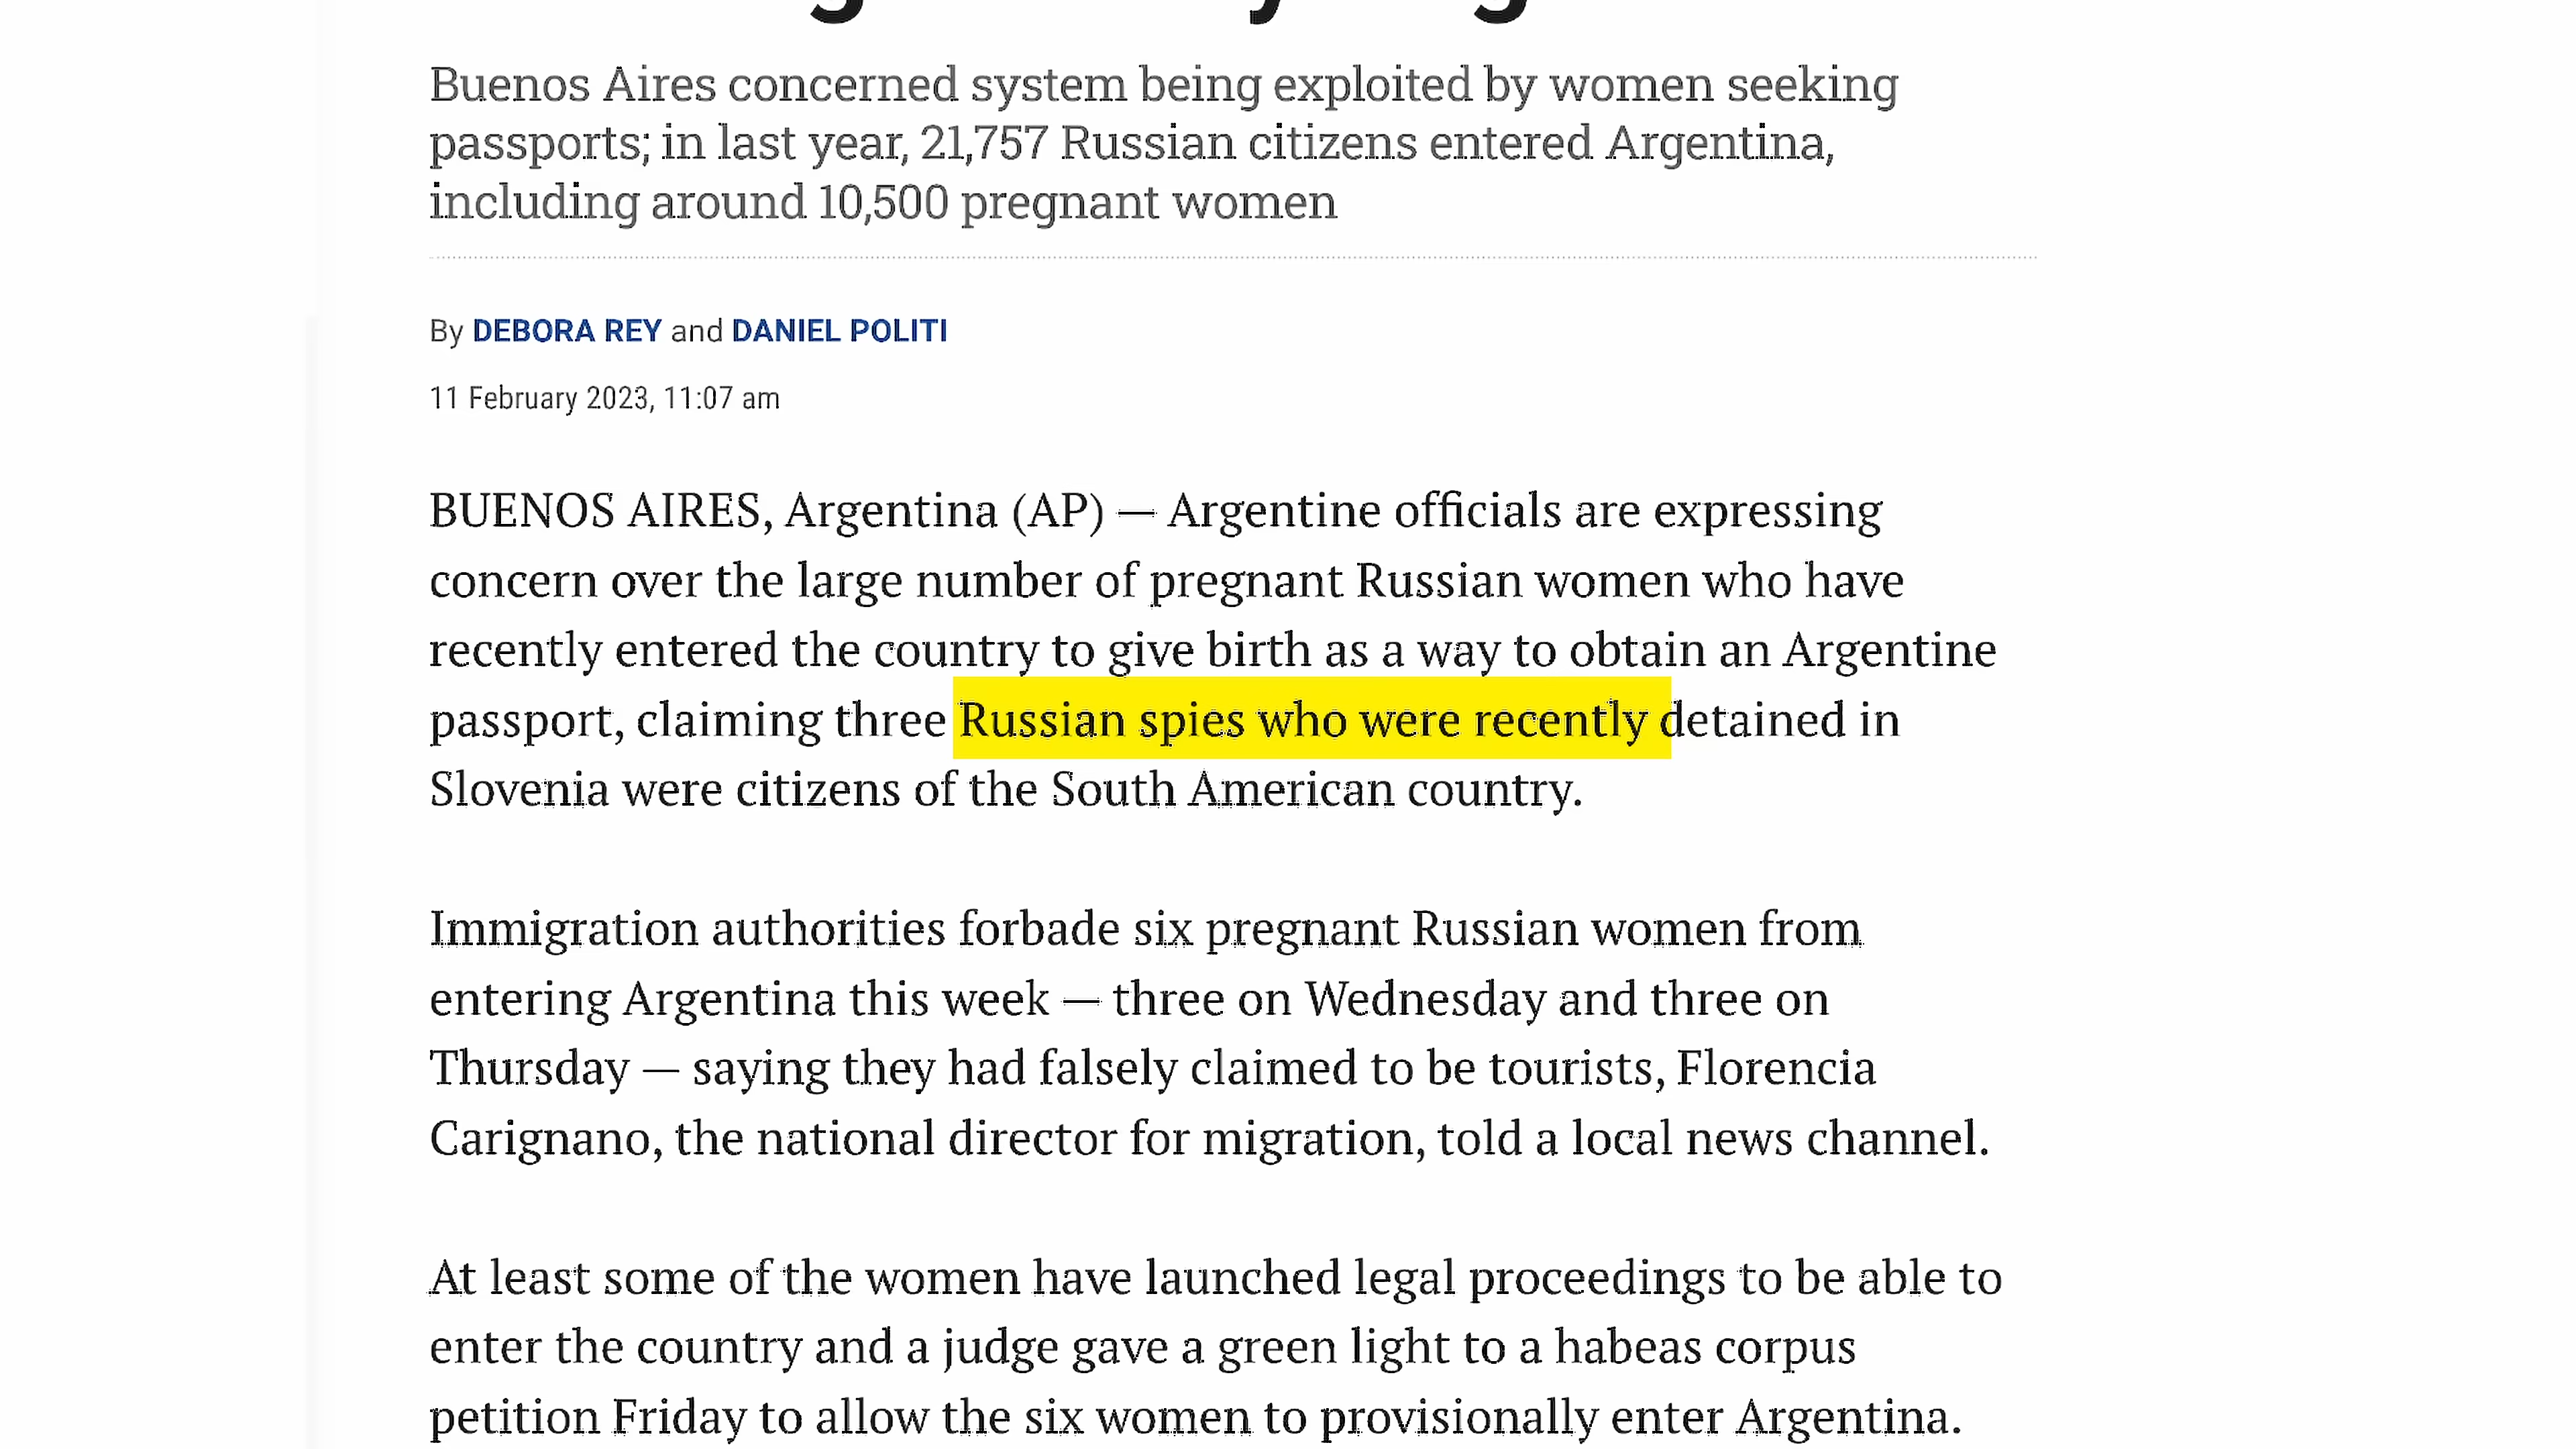 Buenos Aires concerned system being exploited by women seeking
passports; in last year, 21,757 Russian citizens entered Argentina,
including around 10,500 pregnant women
By DEBORA REY and DANIEL POLITI
11 February 2023, 11:07 am
BUENOS AIRES, Argentina (AP) — Argentine officials are expressing
concern over the large number of pregnant Russian women who have
recently entered the country to give birth as a way to obtain an Argentine
passport, claiming three Russian spies who were recently detained in
Slovenia were citizens of the South American country.
Immigration authorities forbade six pregnant Russian women from
entering Argentina this week — three on Wednesday and three on
Thursday — saying they had falsely claimed to be tourists, Florencia
Carignano, the national director for migration, told a local news channel.
At least some of the women have launched legal proceedings to be able to
enter the country and a judge gave a green light to a habeas corpus
petition Friday to allow the six women to provisionally enter Argentina.